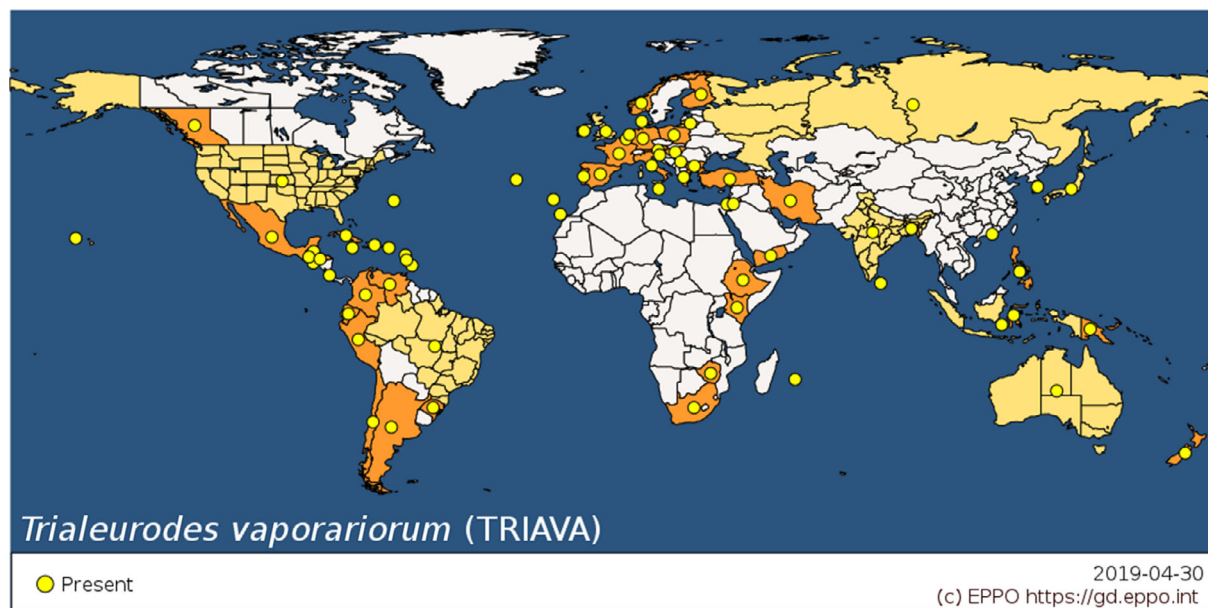 Trialeurodes vaporariorum (TRIAVA)
Present
2019-04-30
(c) EPPO https://gd.eppo.int